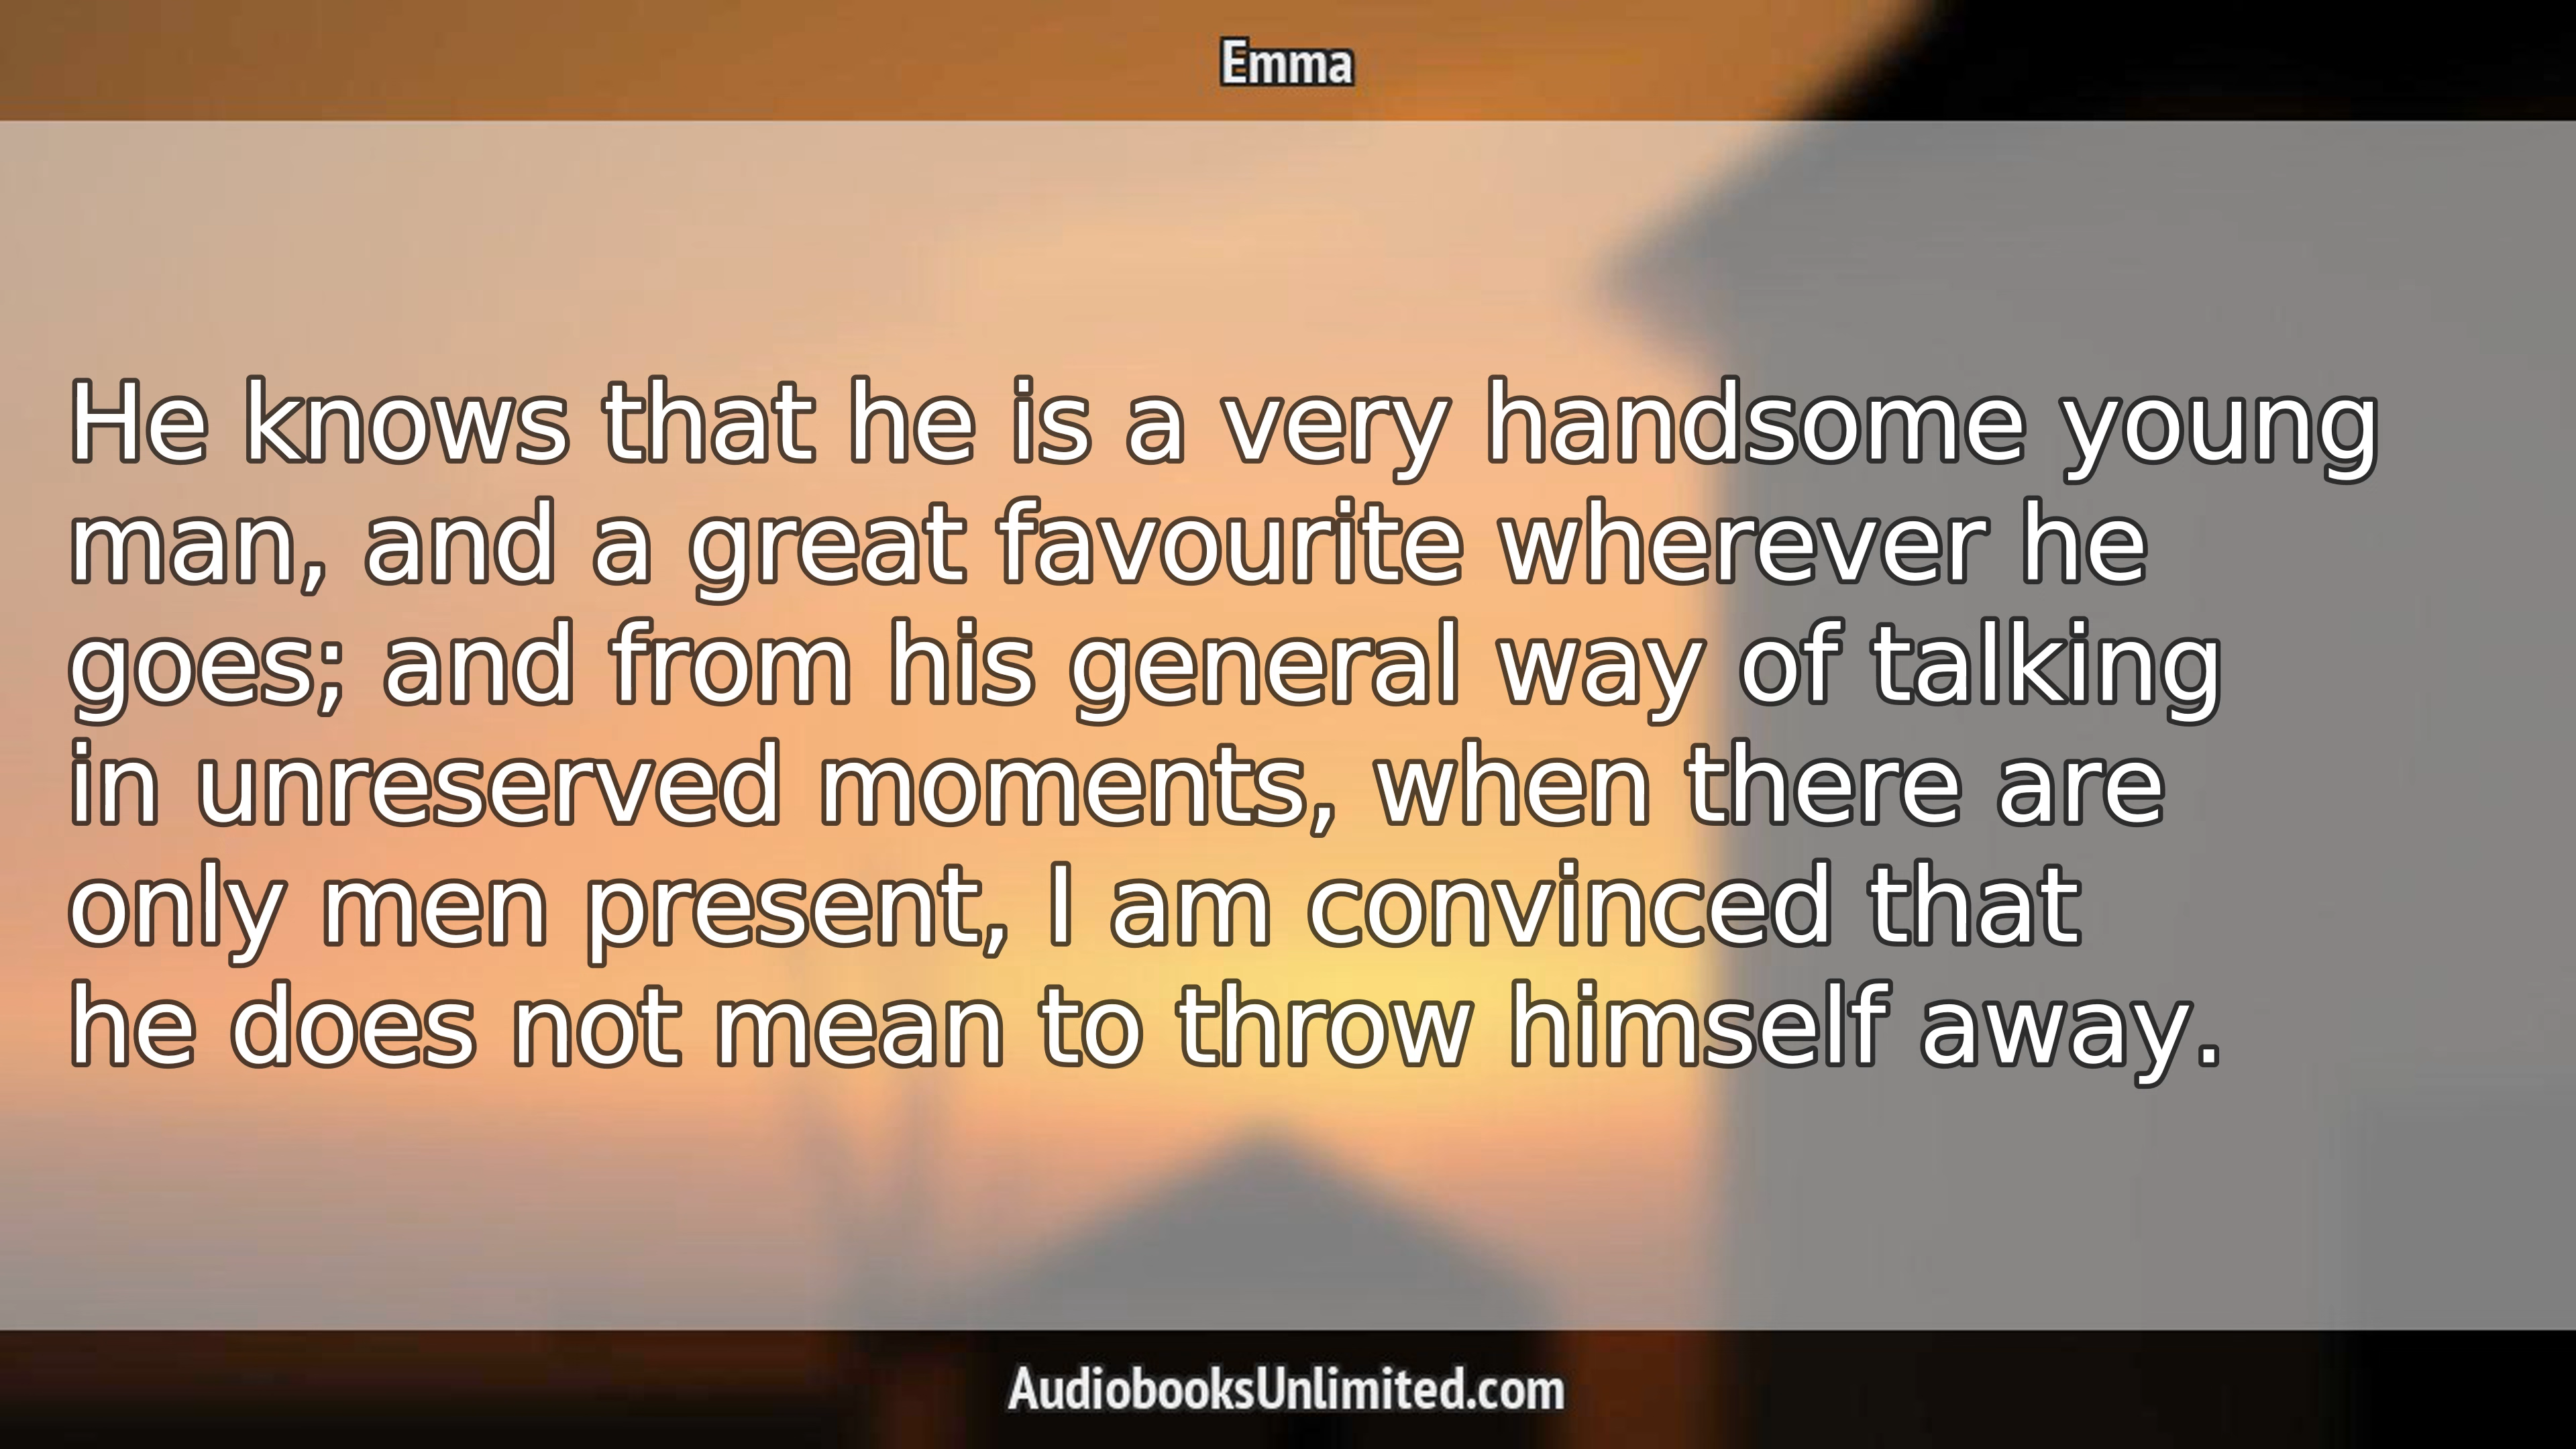 Emma
He knows that he is a very handsome young
man, and a great favourite wherever he
goes; and from his general way of talking
in unreserved moments, when there are
only men present, I am convinced that
he does not mean to throw himself away.
AudiobooksUnlimited.com